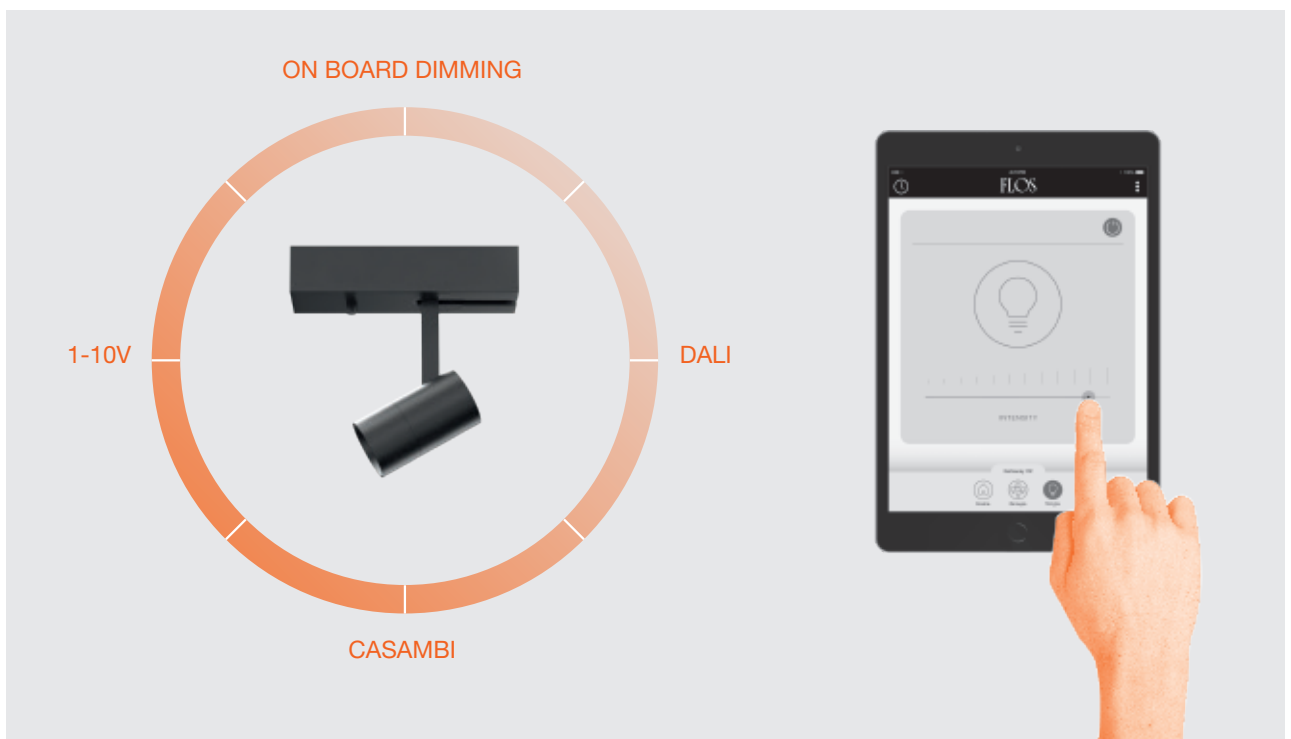 ON BOARD DIMMING
1-10V
DALI
CASAMBI
FLOS
INTENSITY